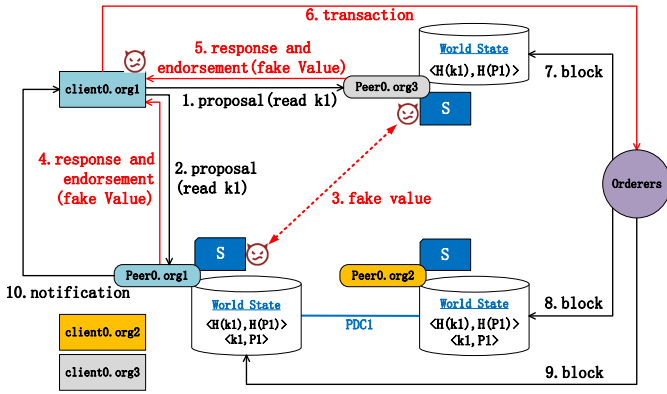 6.transaction
5.response and
endorsement(fake Value)
World State
<H(k1),H(P1)>
7.block
client0.org1
Peer0.org3
1.proposal(read k1)
S
4.response and
endorsement
(fake Value)
2.proposal
(read k1)
3.fake value
Orderers
S
S
Peer0.org1
Peer0.org2
10.notification
World State
<H(k1),H(P1)>
<k1,P1>
PDC1
World State
<H(k1),H(P1)>
<k1,P1>
8.block
client0.org2
client0.org3
9.block